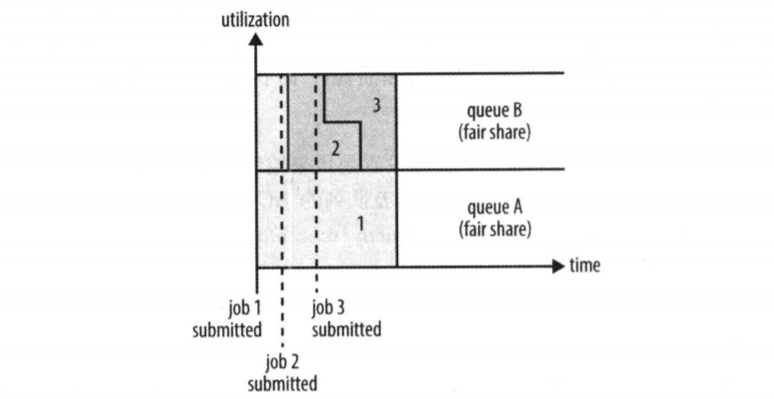 utilization
3
queue B
(fair share)
2
1
queue A
(fair share)
time
job 1
submitted
job 3
submitted
job 2
submitted